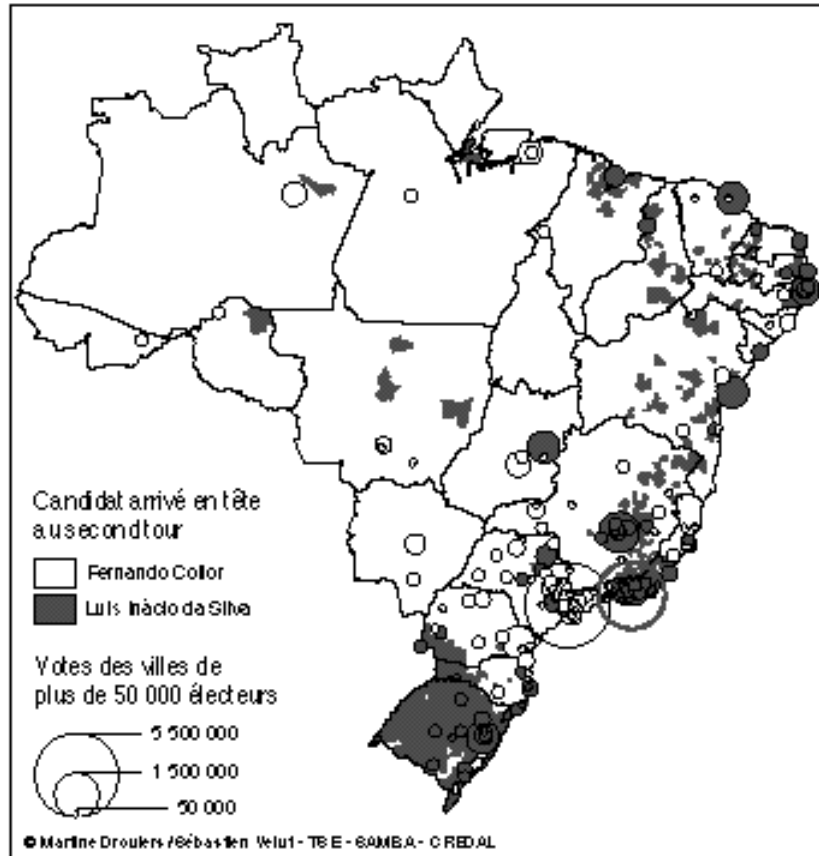 Candidat arrivé en tête
au second tour
Fernando Collor
Luis Inàcio da Silva
Votes des villes de
plus de 50 000 électeurs
5 500 000
1 500 000
50 000
© Martine Droulers / Sébastien Velut - TSE - SAMBA - CREDAL